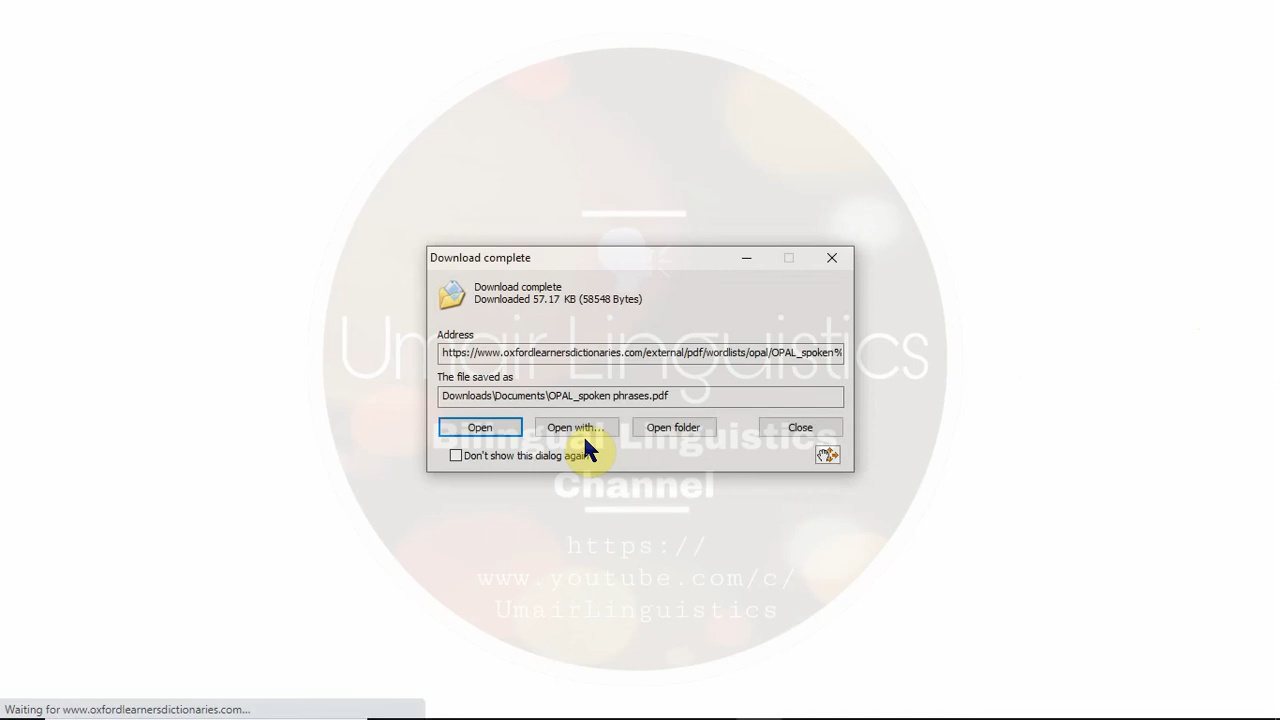 Download complete
Download complete
Downloaded 57.17 KB (58548 Bytes)
Address
https://www.oxfordlearnersdictionaries.com/external/pdf/wordlists/opal/OPAL_spoken%
The file saved as
Downloads\Documents\OPAL_spoken phrases.pdf
Open
Open with...
Open folder
Close
Don't show this dialog again
Umair Linguistics
Bilingual Linguistics
Channel
https://
www.youtube.com/c/
UmairLinguistics
Waiting for www.oxfordlearnersdictionaries.com...